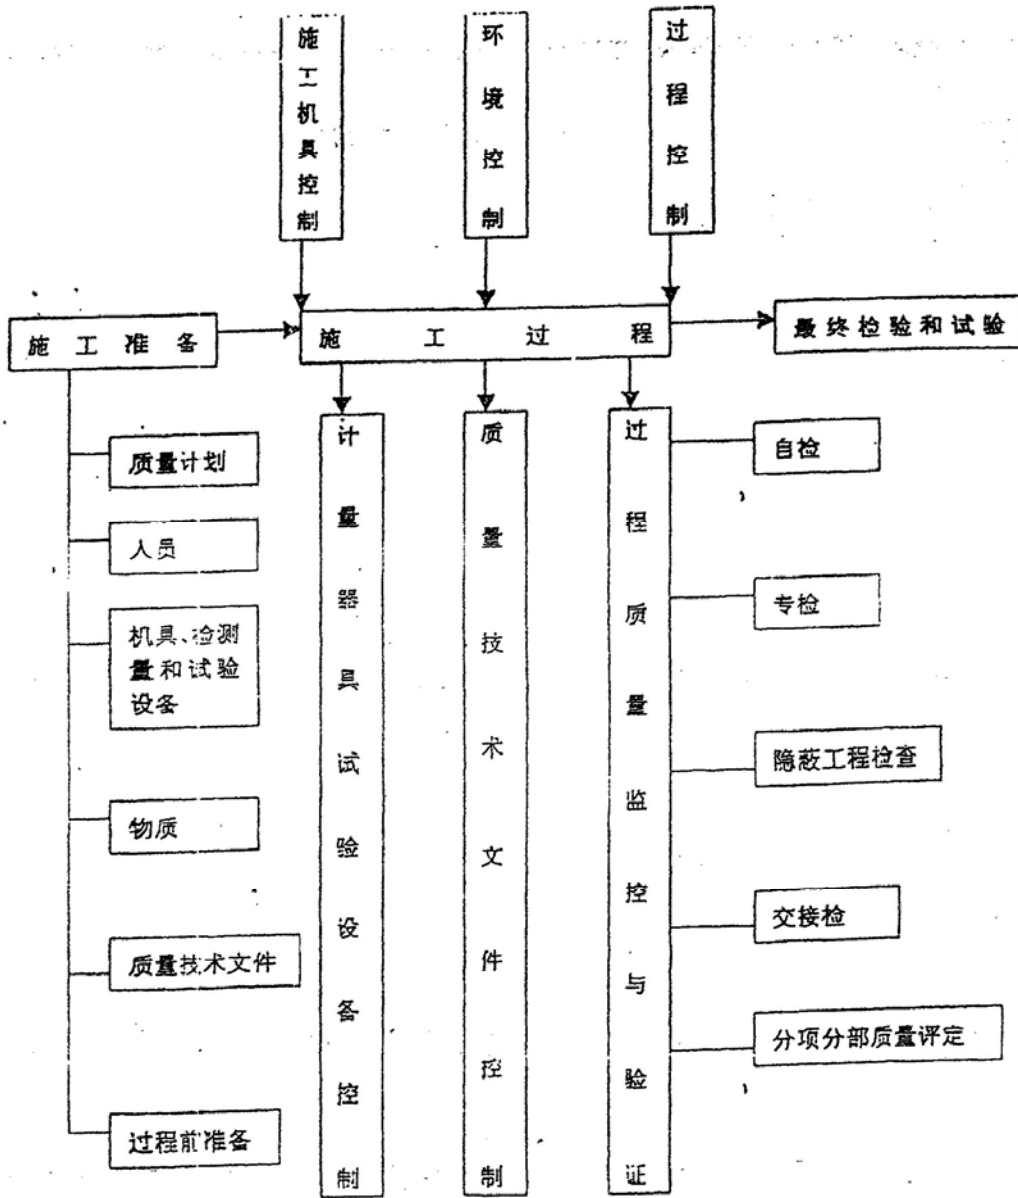 施工机具控制
环境控制
过程控制
施工准备
施工过程
最终检验和试验
质量计划
人员
机具、检测
量和试验
设备
物质
质量技术文件
过程前准备
计量器具试验设备控制
质量技术文件控制
过程质量监控与验证
自检
专检
隐蔽工程检查
交接检
分项分部质量评定